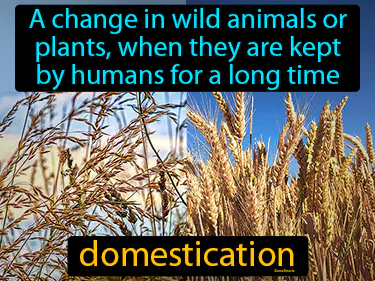 A change in wild animals or
plants, when they are kept
by humans for a long time
domestication